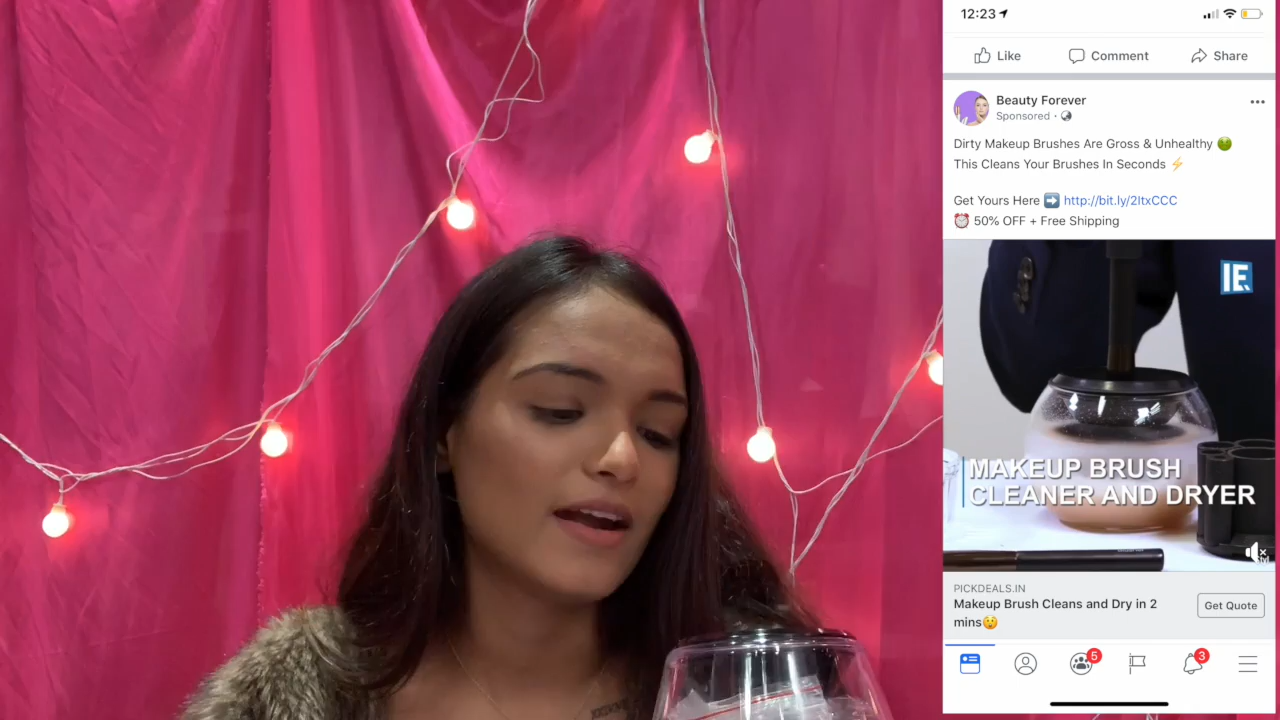 12:23
Like
Comment
Share
Beauty Forever
Sponsored ·
Dirty Makeup Brushes Are Gross & Unhealthy 🤢
This Cleans Your Brushes In Seconds ⚡
Get Yours Here ➡️ http://bit.ly/2ItxCCC
⏰ 50% OFF + Free Shipping
IE
MAKEUP BRUSH
CLEANER AND DRYER
PICKDEALS.IN
Makeup Brush Cleans and Dry in 2
mins😲
Get Quote
5
3